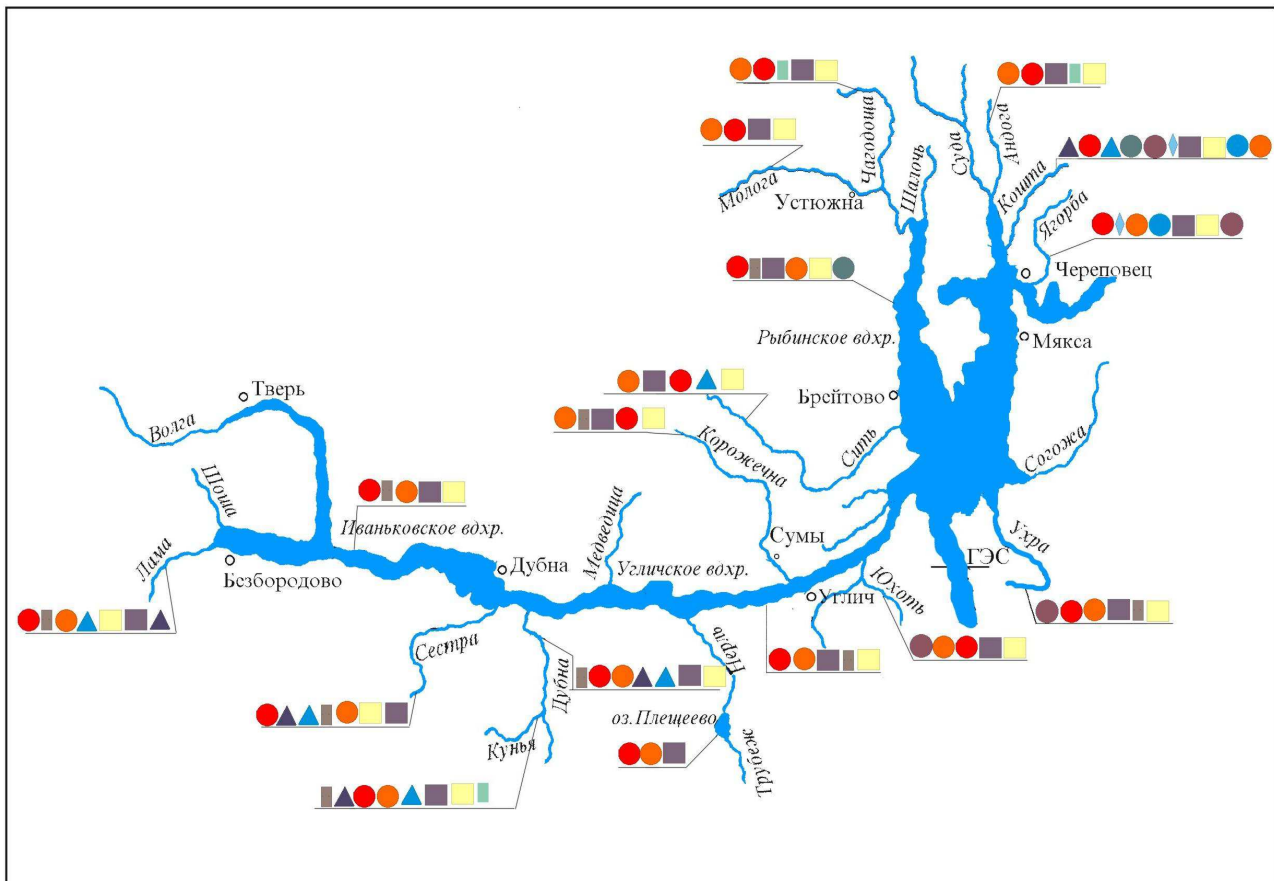 Чагодоща
Суда
Андога
Молога
Устюжна
Шалочь
Кошта
Ягорба
Череповец
Рыбинское вдхр.
Мякса
Тверь
Брейтово
Волга
Корожечна
Сить
Согожа
Шоша
Иваньковское вдхр.
Медведица
Сумы
Ухра
ГЭС
Лама
Безбородово
Дубна
Угличское вдхр.
Углич
Юхоть
Сестра
Дубна
Нерль
оз. Плещеево
Кунья
Трубеж